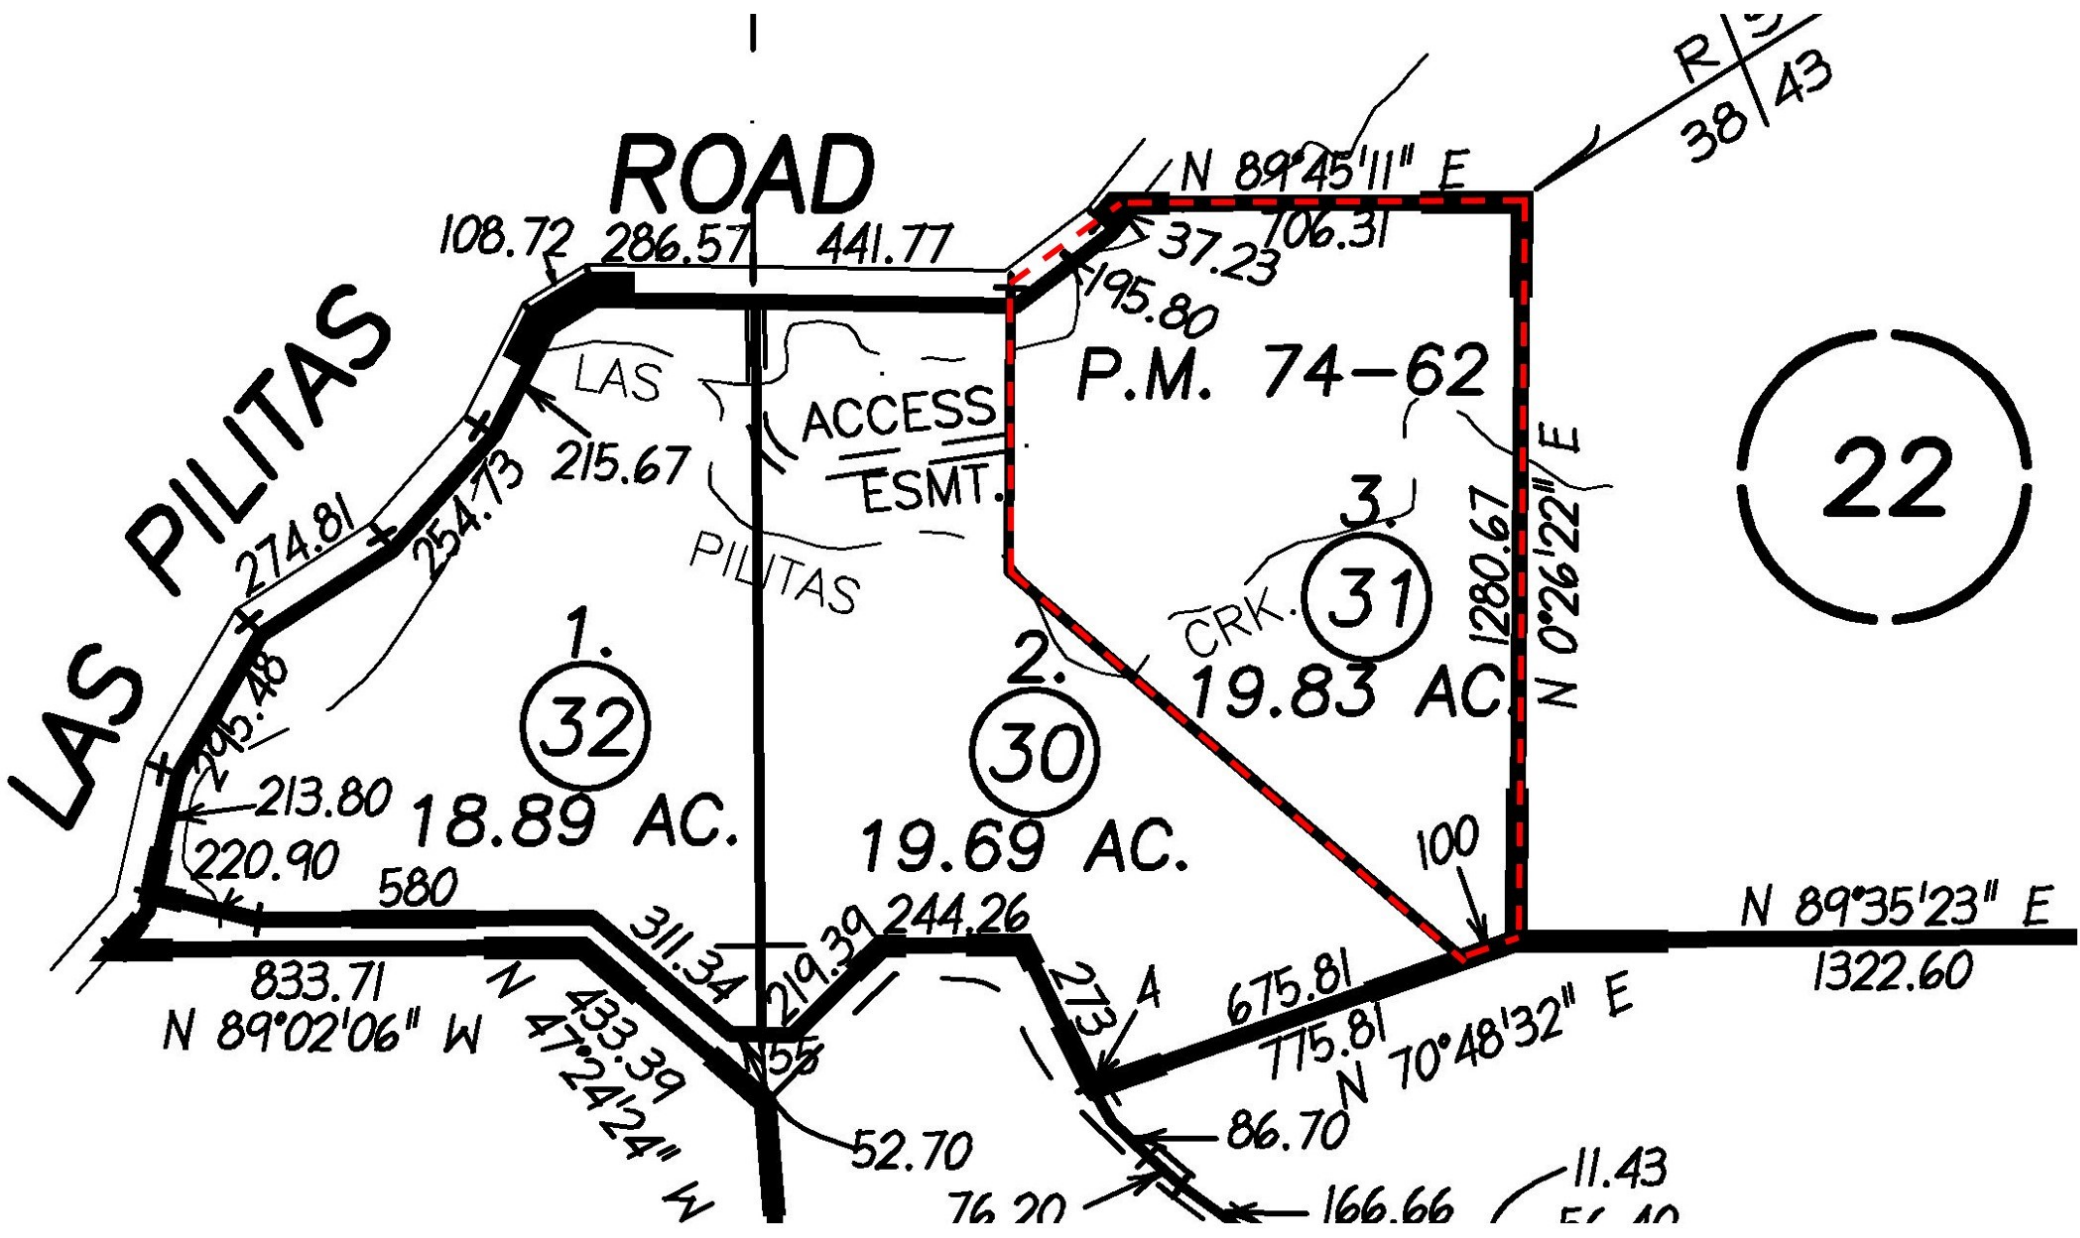 R
38 43
ROAD
N 89°45'11" E
706.31
108.72
286.57
441.77
37.23
195.80
PILITAS
LAS
215.67
ACCESS
ESMT.
P.M. 74-62
22
274.81
254.73
PILITAS
3.
31
CRK.
19.83 AC.
1280.67
N 0°26'22" E
LAS
295.48
1.
32
18.89 AC.
2.
30
19.69 AC.
213.80
220.90
580
311.34
219.39
244.26
273
A
100
675.81
775.81
N 70°48'32" E
N 89°35'23" E
1322.60
833.71
N 89°02'06" W
433.39
N 47°24'24" W
55
52.70
86.70
76.20
166.66
11.43